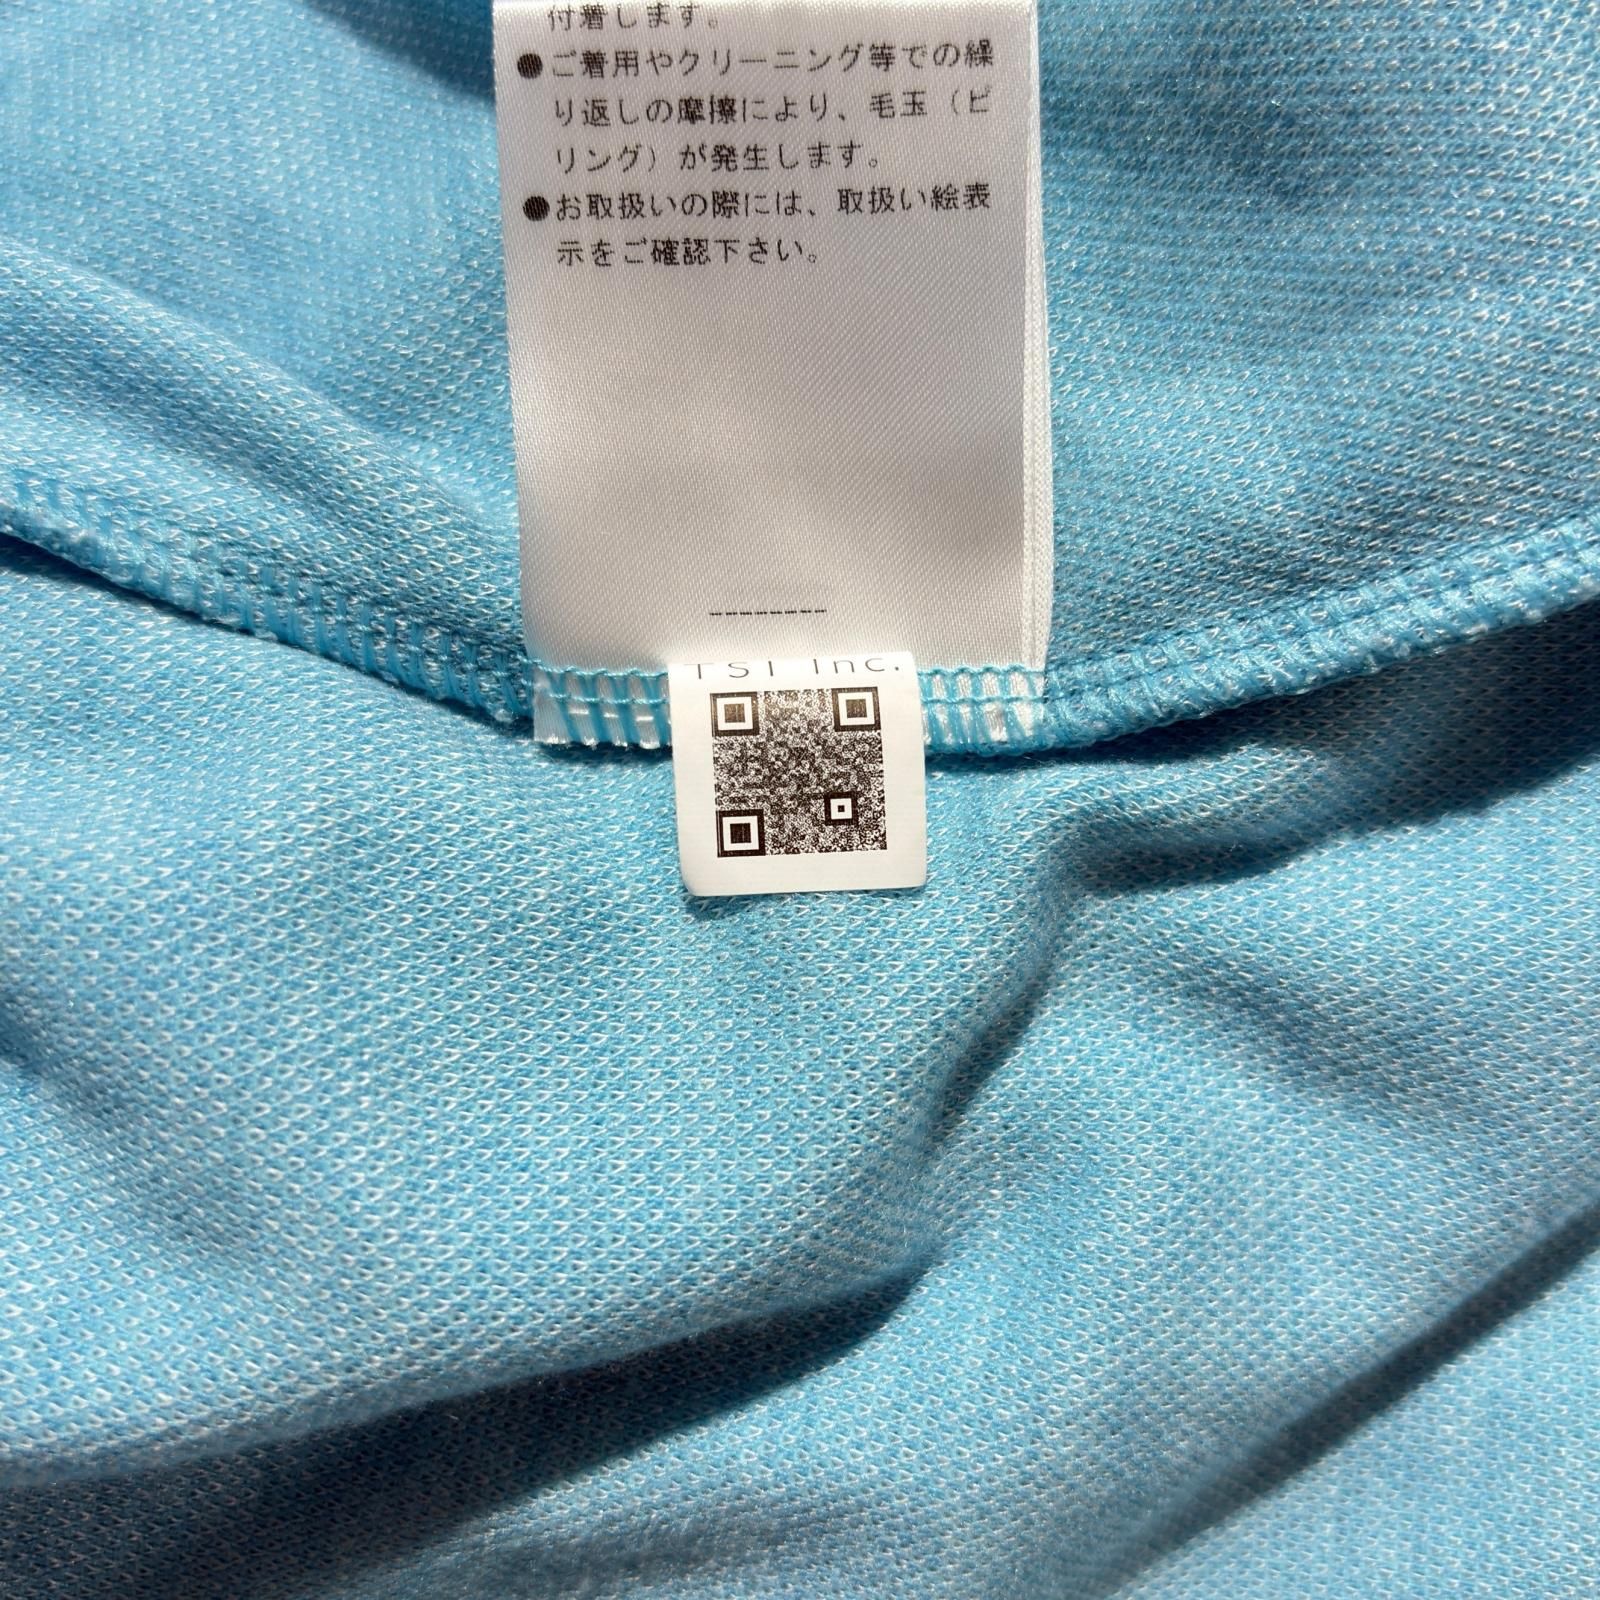 付着します。
●ご着用やクリーニング等での繰
り返しの摩擦により、毛玉（ピ
リング）が発生します。
●お取扱いの際には、取扱い絵表
示をご確認下さい。
--------
TSI Inc.